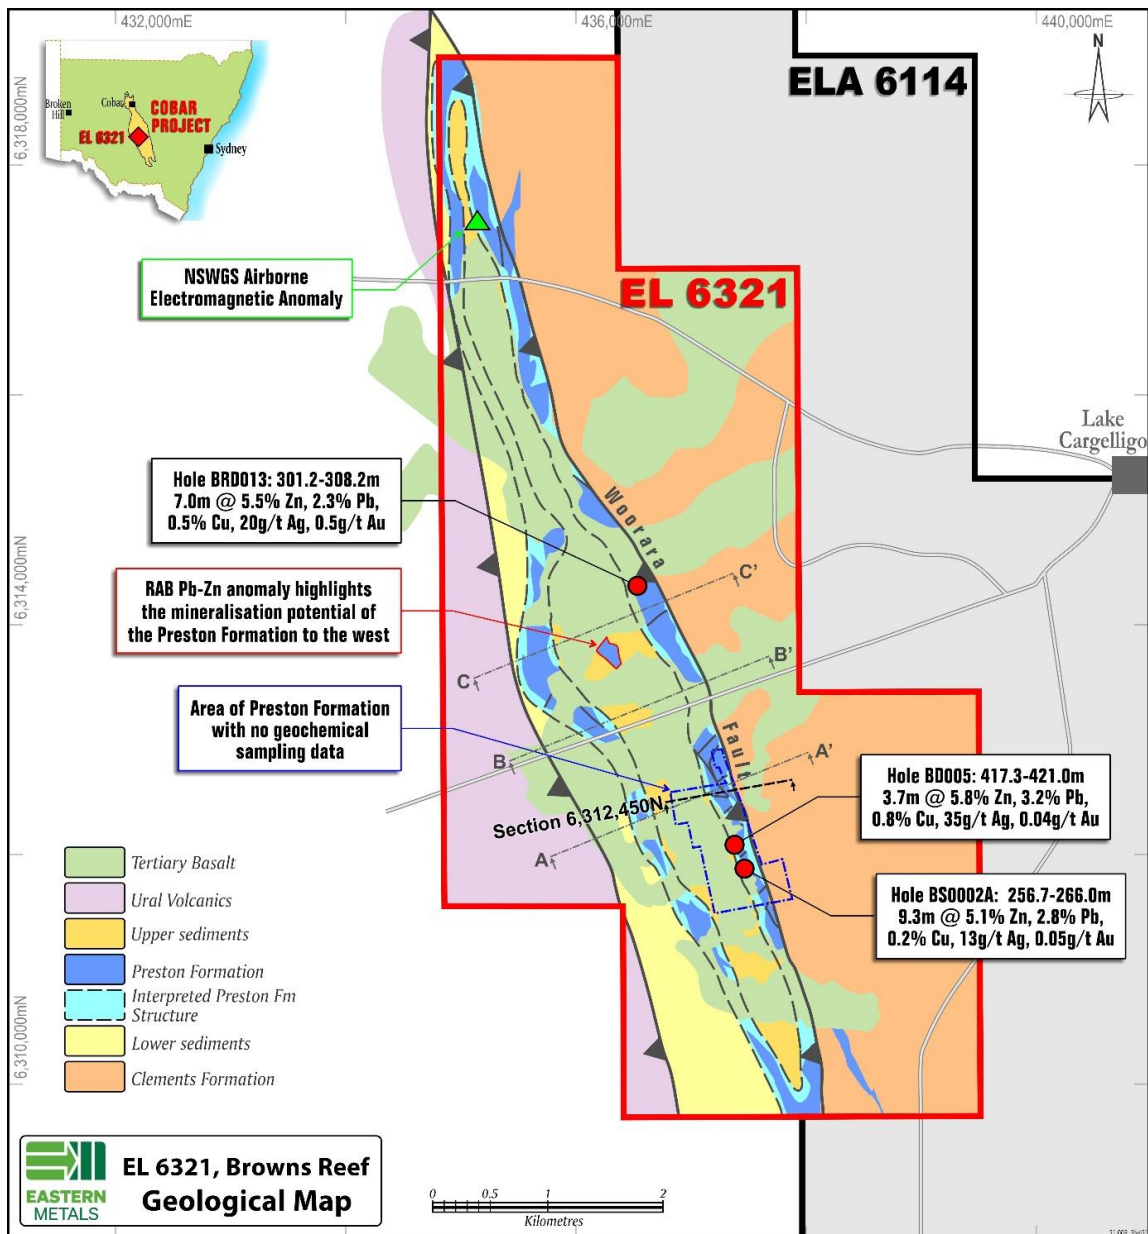 432,000mE
436,000mE
440,000mE
6,318,000mN
6,314,000mN
6,310,000mN
N
ELA 6114
EL 6321
Broken
Hill
Cobar
COBAR
PROJECT
EL 6321
Sydney
NSWGS Airborne
Electromagnetic Anomaly
Lake
Cargelligo
Hole BRD013: 301.2-308.2m
7.0m @ 5.5% Zn, 2.3% Pb,
0.5% Cu, 20g/t Ag, 0.5g/t Au
Woorara
Fault
RAB Pb-Zn anomaly highlights
the mineralisation potential of
the Preston Formation to the west
C
C'
B
B'
A
A'
Area of Preston Formation
with no geochemical
sampling data
Section 6,312,450N
Hole BD005: 417.3-421.0m
3.7m @ 5.8% Zn, 3.2% Pb,
0.8% Cu, 35g/t Ag, 0.04g/t Au
Hole BS0002A: 256.7-266.0m
9.3m @ 5.1% Zn, 2.8% Pb,
0.2% Cu, 13g/t Ag, 0.05g/t Au
Tertiary Basalt
Ural Volcanics
Upper sediments
Preston Formation
Interpreted Preston Fm
Structure
Lower sediments
Clements Formation
EASTERN
METALS
EL 6321, Browns Reef
Geological Map
0 0.5 1 2
Kilometres